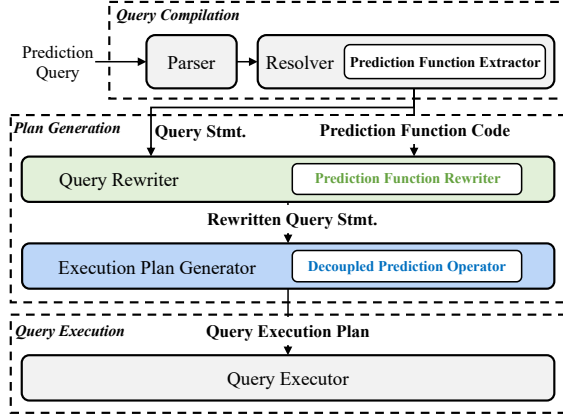 Query Compilation
Prediction
Query
Parser
Resolver
Prediction Function Extractor
Plan Generation
Query Stmt.
Prediction Function Code
Query Rewriter
Prediction Function Rewriter
Rewritten Query Stmt.
Execution Plan Generator
Decoupled Prediction Operator
Query Execution
Query Execution Plan
Query Executor